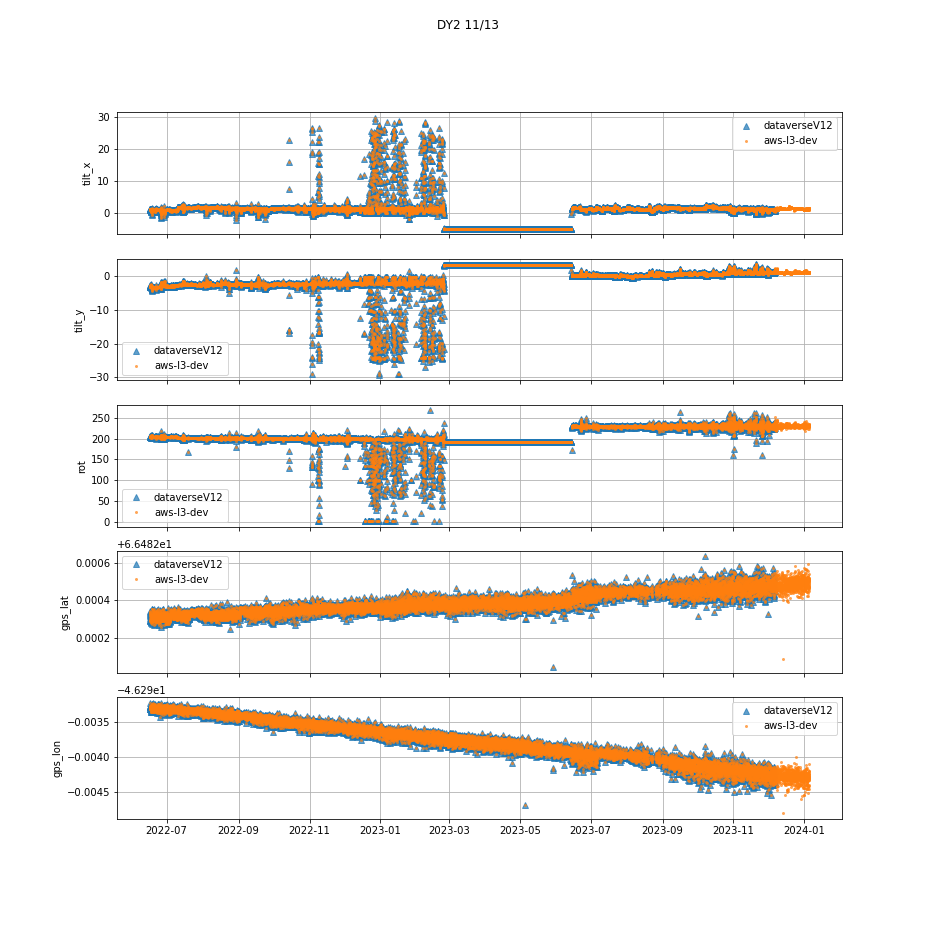 DY2 11/13
30
20
10
0
tilt_x
dataverseV12
aws-l3-dev
0
−10
−20
−30
tilt_y
dataverseV12
aws-l3-dev
250
200
150
100
50
0
rot
dataverseV12
aws-l3-dev
+6.6482e1
0.0006
0.0004
0.0002
gps_lat
dataverseV12
aws-l3-dev
−4.629e1
−0.0035
−0.0040
−0.0045
gps_lon
dataverseV12
aws-l3-dev
2022-07 2022-09 2022-11 2023-01 2023-03 2023-05 2023-07 2023-09 2023-11 2024-01